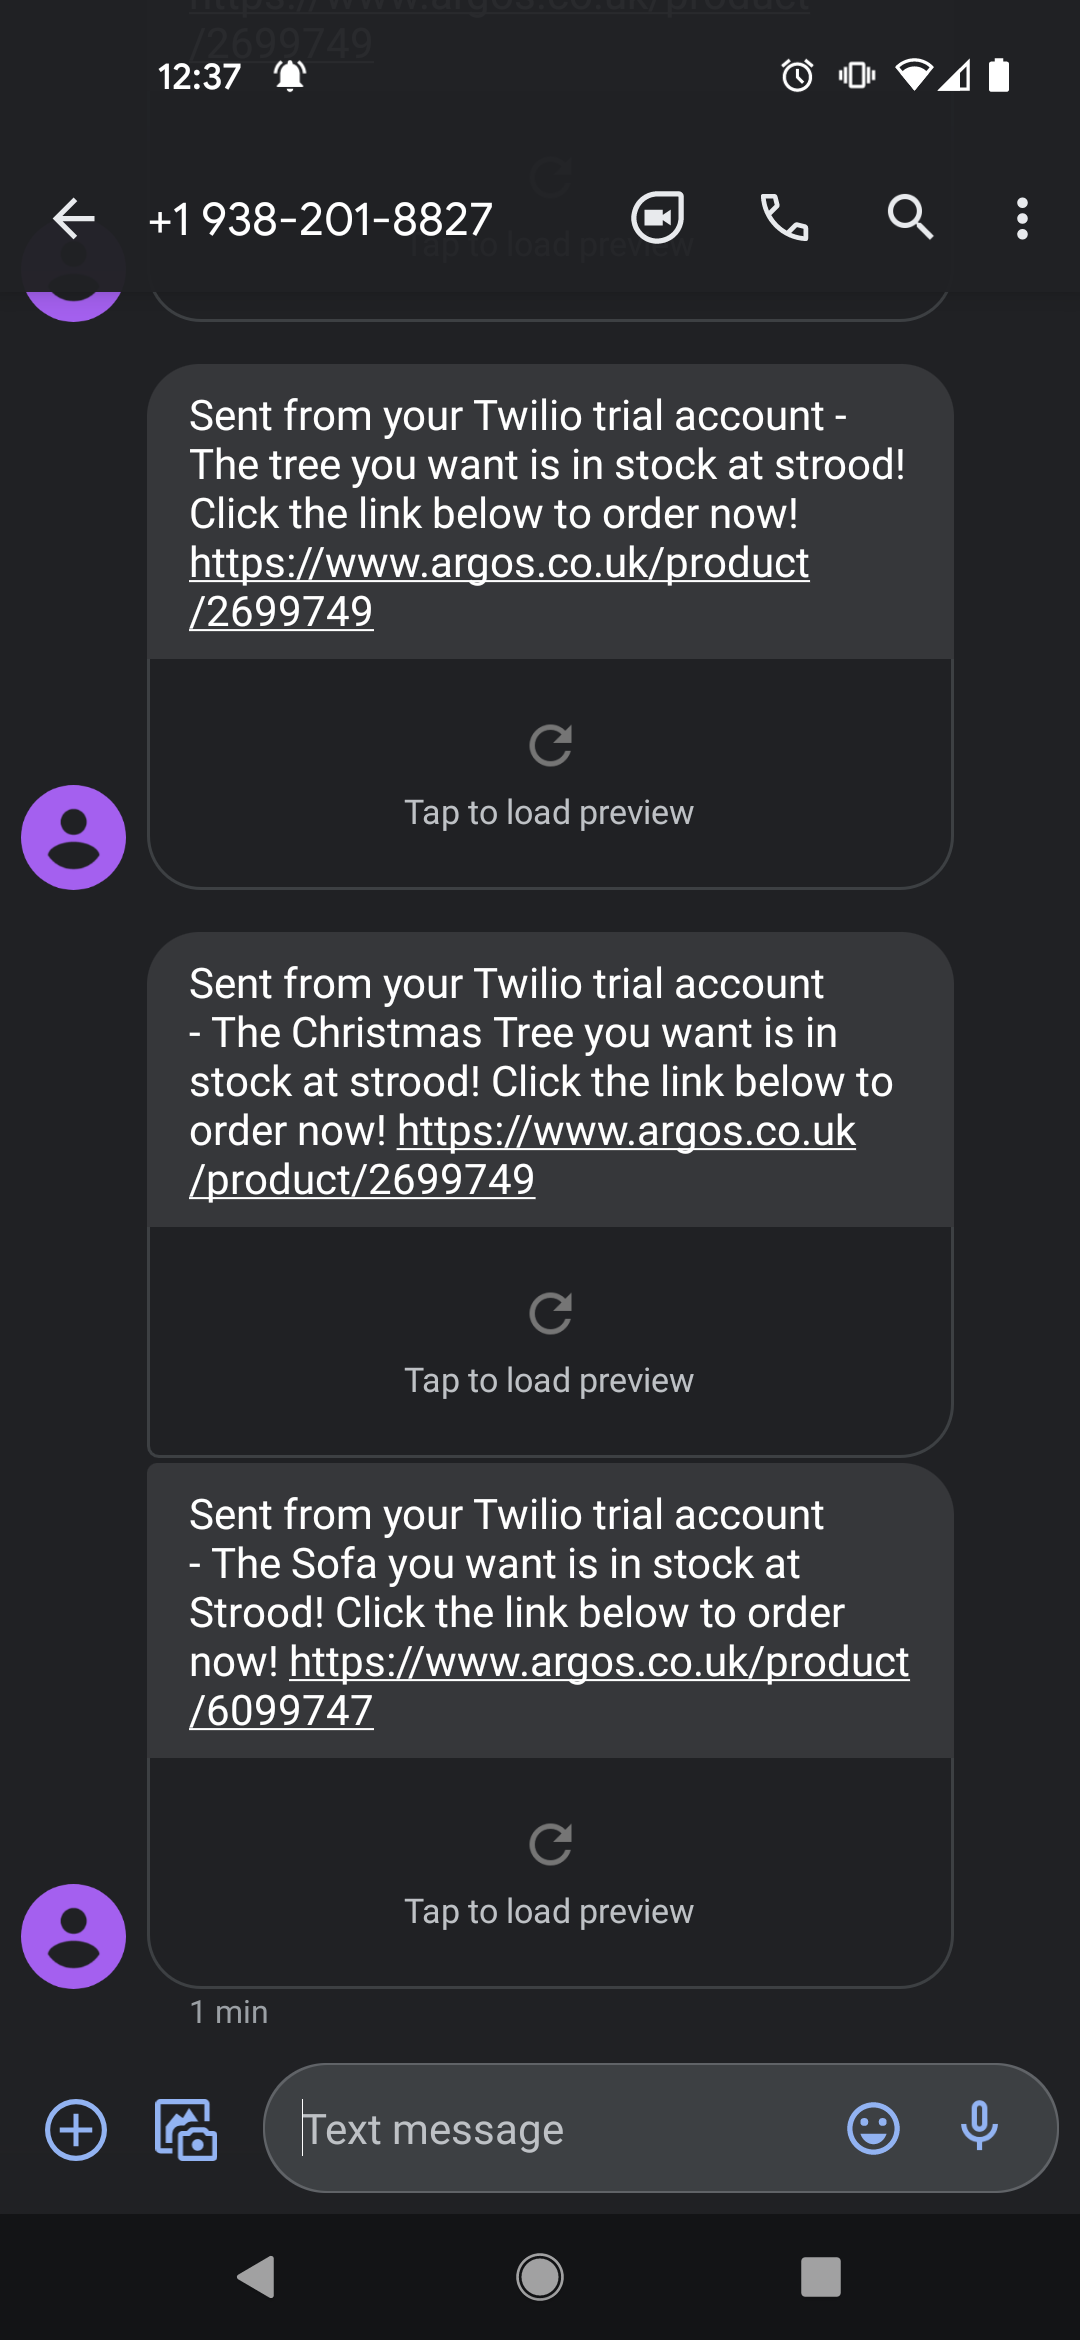 /2699749
12:37
+1 938-201-8827
Tap to load preview
Sent from your Twilio trial account -
The tree you want is in stock at strood!
Click the link below to order now!
https://www.argos.co.uk/product
/2699749
Tap to load preview
Sent from your Twilio trial account
- The Christmas Tree you want is in
stock at strood! Click the link below to
order now! https://www.argos.co.uk
/product/2699749
Tap to load preview
Sent from your Twilio trial account
- The Sofa you want is in stock at
Strood! Click the link below to order
now! https://www.argos.co.uk/product
/6099747
Tap to load preview
1 min
Text message